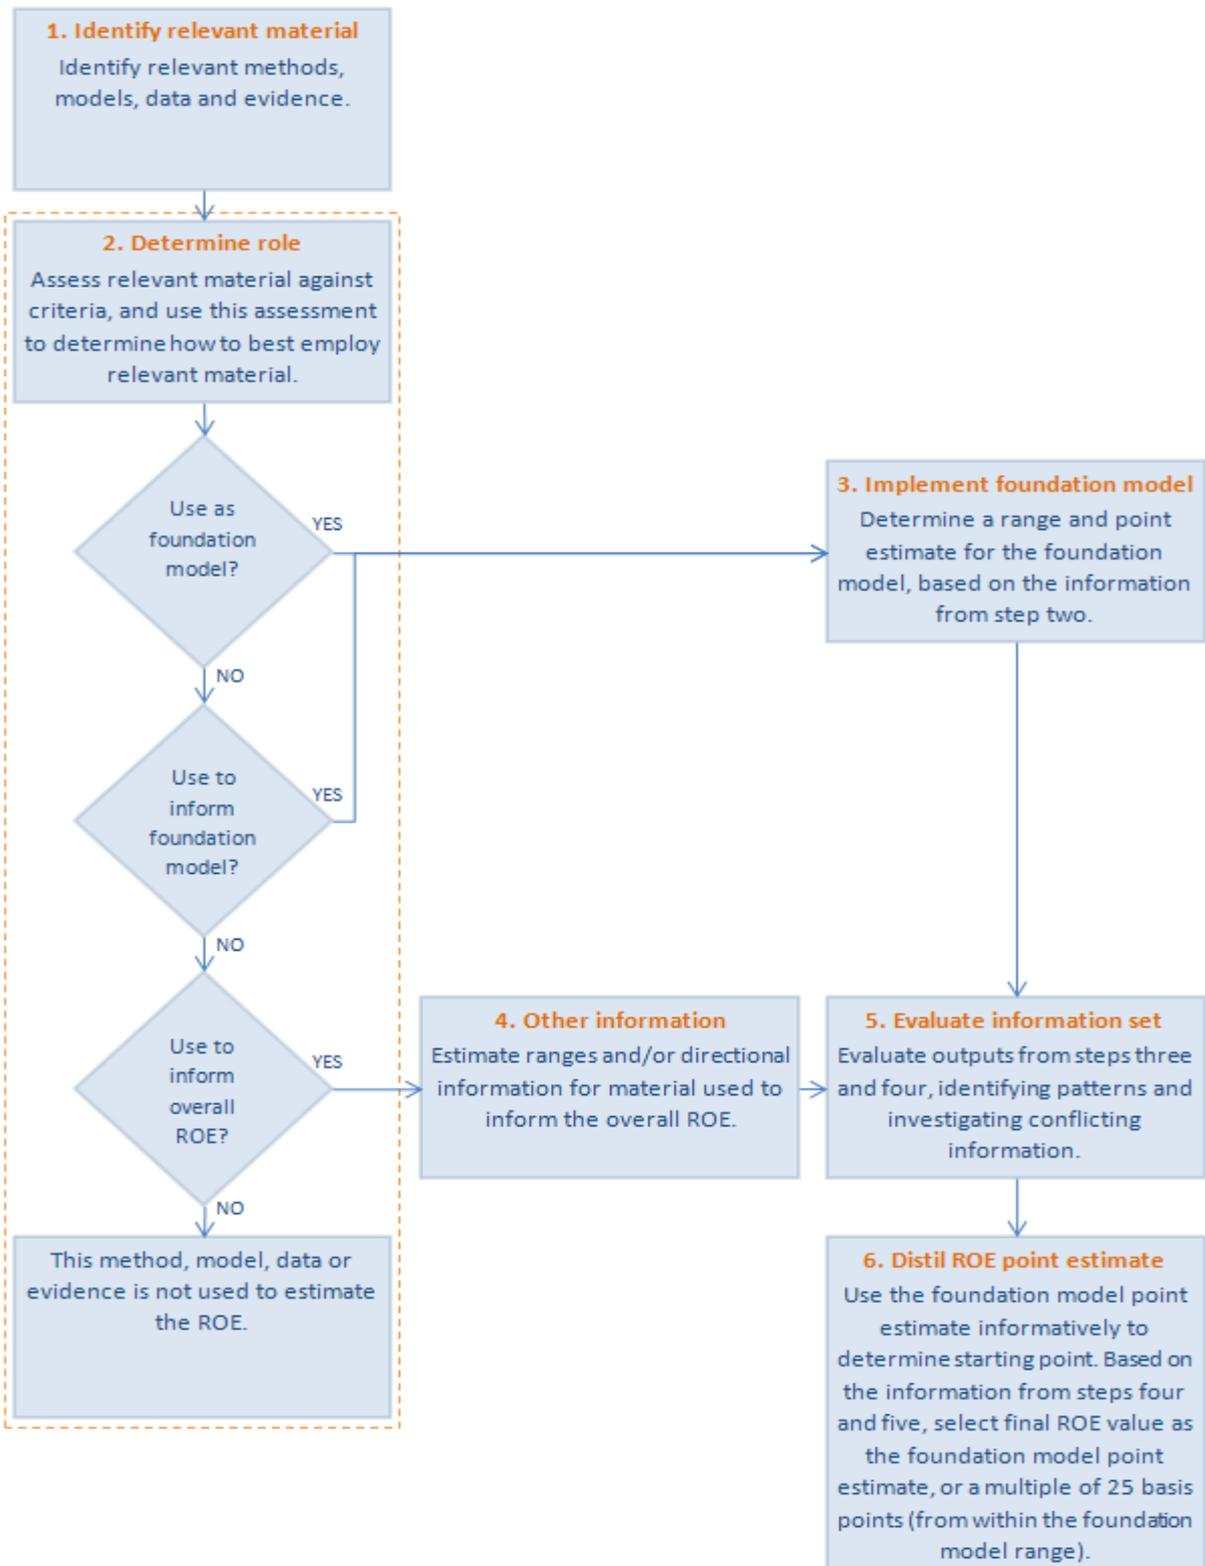 1. Identify relevant material
Identify relevant methods,
models, data and evidence.
2. Determine role
Assess relevant material against
criteria, and use this assessment
to determine how to best employ
relevant material.
Use as
foundation
model?
YES
NO
3. Implement foundation model
Determine a range and point
estimate for the foundation
model, based on the information
from step two.
Use to
inform
foundation
model?
YES
NO
Use to
inform
overall
ROE?
YES
NO
4. Other information
Estimate ranges and/or directional
information for material used to
inform the overall ROE.
5. Evaluate information set
Evaluate outputs from steps three
and four, identifying patterns and
investigating conflicting
information.
This method, model, data or
evidence is not used to estimate
the ROE.
6. Distil ROE point estimate
Use the foundation model point
estimate informatively to
determine starting point. Based on
the information from steps four
and five, select final ROE value as
the foundation model point
estimate, or a multiple of 25 basis
points (from within the foundation
model range).